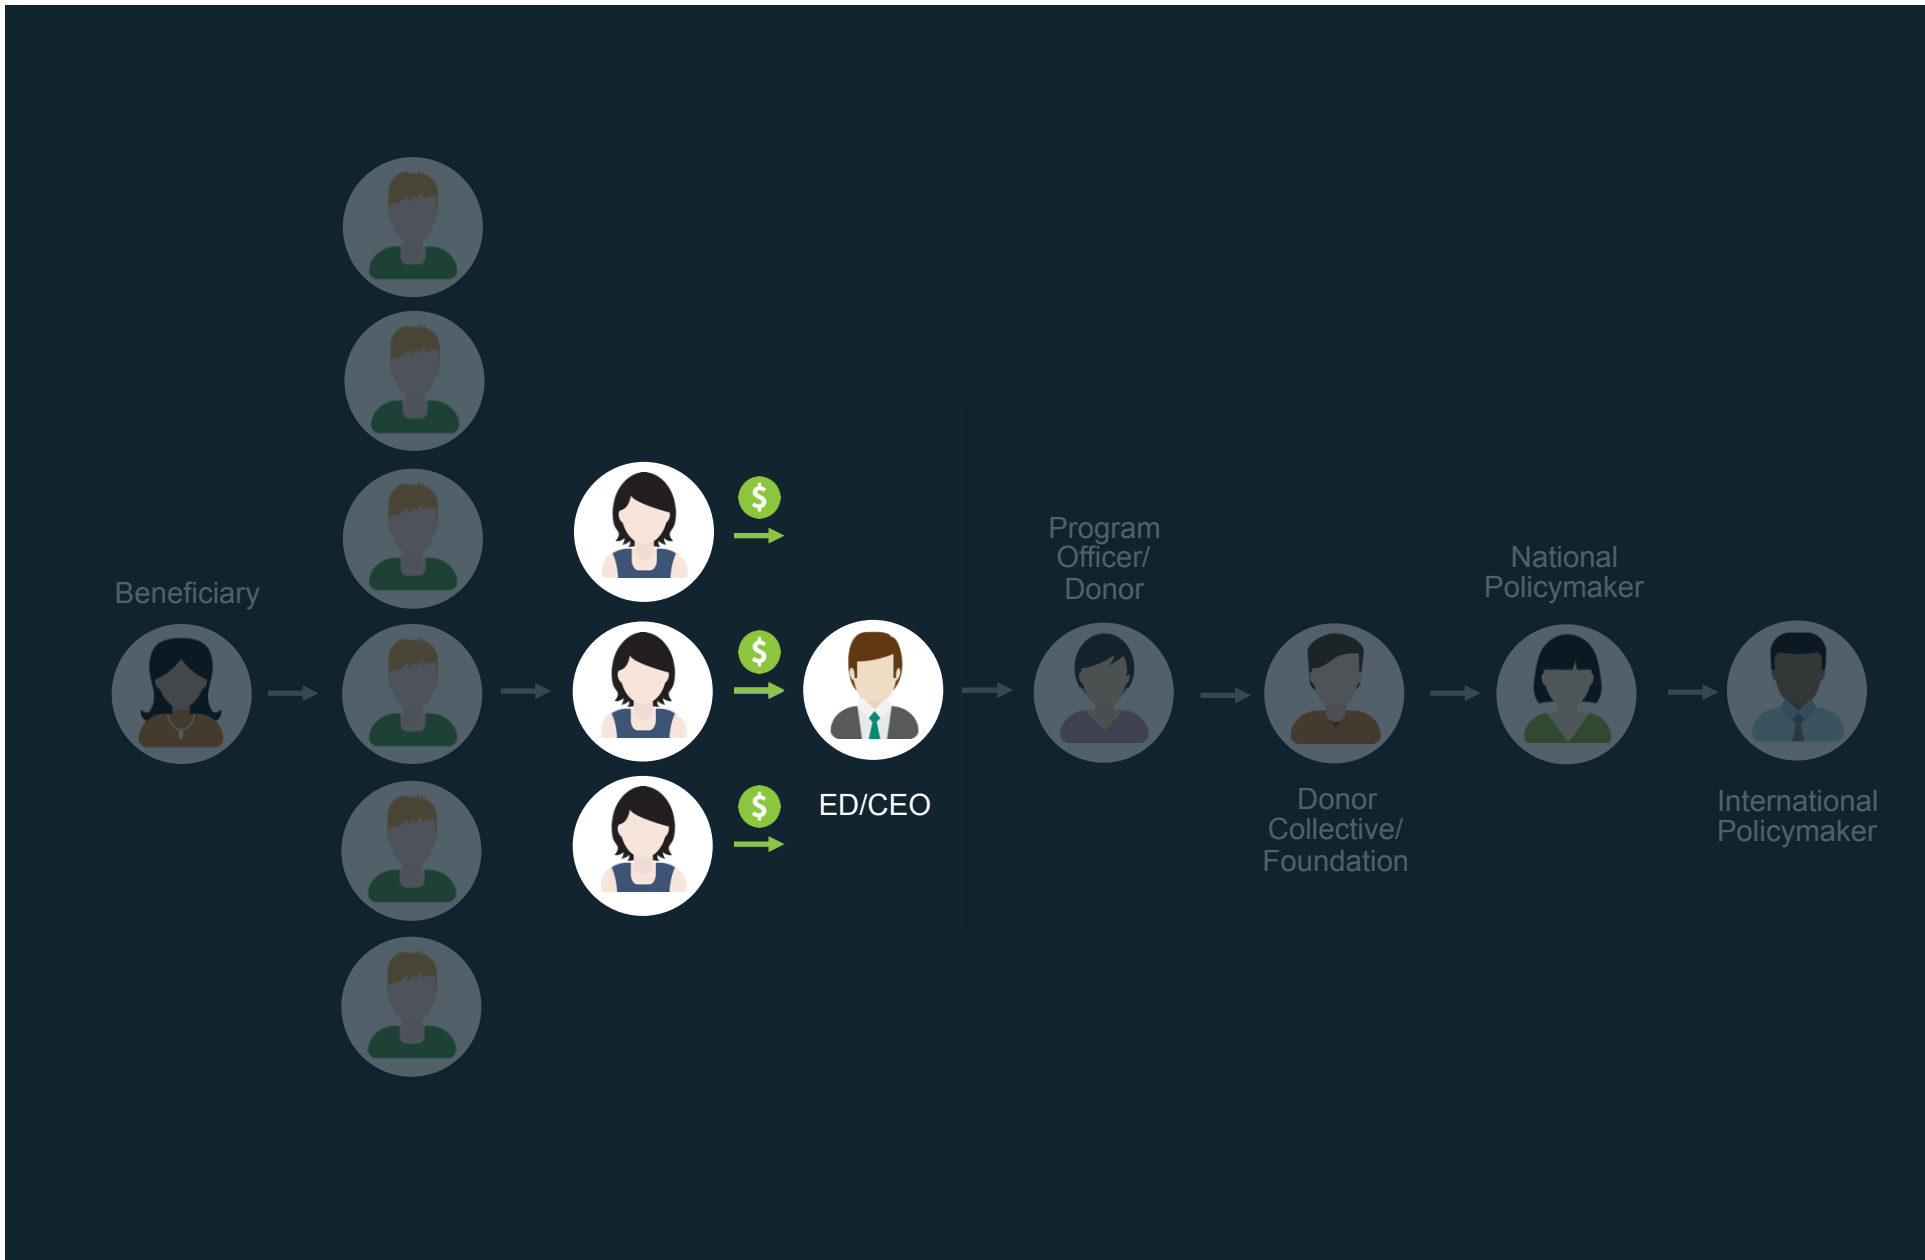 Beneficiary
$
$
$
ED/CEO
Program
Officer/
Donor
Donor
Collective/
Foundation
National
Policymaker
International
Policymaker